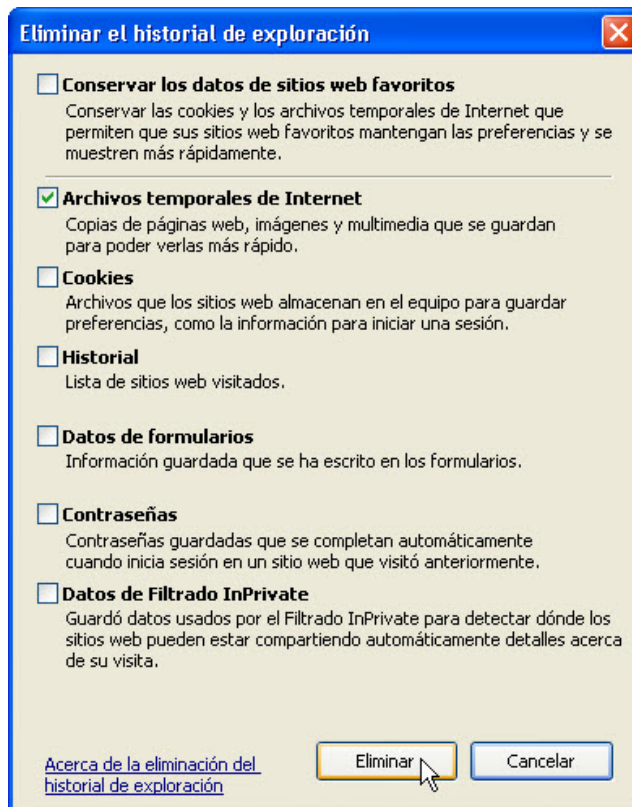 Eliminar el historial de exploración
Conservar los datos de sitios web favoritos
Conservar las cookies y los archivos temporales de Internet que
permiten que sus sitios web favoritos mantengan las preferencias y se
muestren más rápidamente.
Archivos temporales de Internet
Copias de páginas web, imágenes y multimedia que se guardan
para poder verlas más rápido.
Cookies
Archivos que los sitios web almacenan en el equipo para guardar
preferencias, como la información para iniciar una sesión.
Historial
Lista de sitios web visitados.
Datos de formularios
Información guardada que se ha escrito en los formularios.
Contraseñas
Contraseñas guardadas que se completan automáticamente
cuando inicia sesión en un sitio web que visitó anteriormente.
Datos de Filtrado InPrivate
Guardó datos usados por el Filtrado InPrivate para detectar dónde los
sitios web pueden estar compartiendo automáticamente detalles acerca
de su visita.
Acerca de la eliminación del
historial de exploración
Eliminar
Cancelar